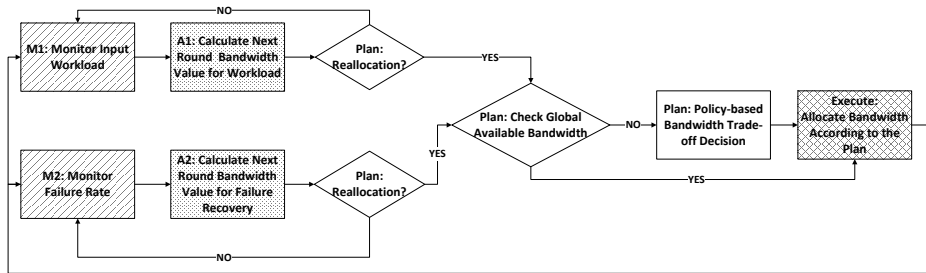 NO
M1: Monitor Input
Workload
A1: Calculate Next
Round Bandwidth
Value for Workload
Plan:
Reallocation?
YES
Plan: Check Global
Available Bandwidth
NO
Plan: Policy-based
Bandwidth Trade-
off Decision
Execute:
Allocate Bandwidth
According to the
Plan
YES
YES
M2: Monitor
Failure Rate
A2: Calculate Next
Round Bandwidth
Value for Failure
Recovery
Plan:
Reallocation?
NO